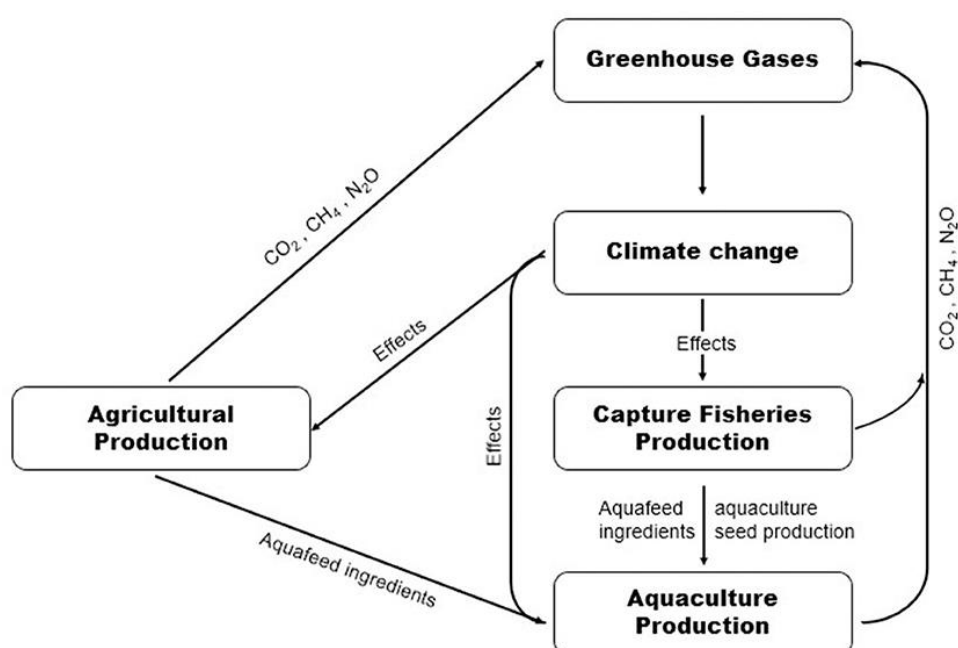 Greenhouse Gases
CO₂ , CH₄ , N₂O
Climate change
Effects
Effects
Effects
CO₂ , CH₄ , N₂O
Agricultural
Production
Capture Fisheries
Production
Aquafeed ingredients
Aquafeed
ingredients
aquaculture
seed production
Aquaculture
Production